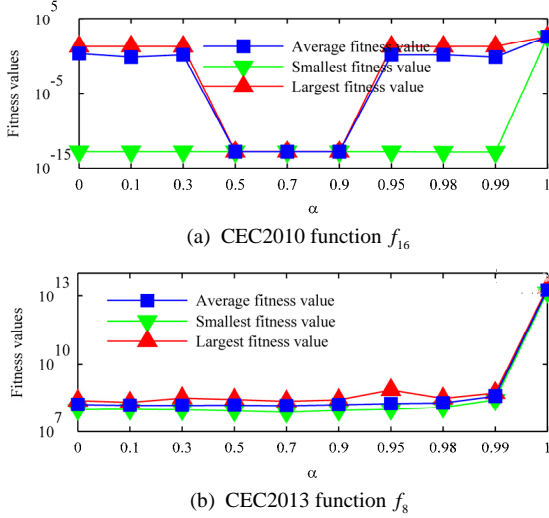 10^5
Average fitness value
Smallest fitness value
Largest fitness value
Fitness values
10^-5
10^-15
0 0.1 0.3 0.5 0.7 0.9 0.95 0.98 0.99 1
α
(a) CEC2010 function f_16
10^13
Average fitness value
Smallest fitness value
Largest fitness value
Fitness values
10^10
10^7
0 0.1 0.3 0.5 0.7 0.9 0.95 0.98 0.99 1
α
(b) CEC2013 function f_8